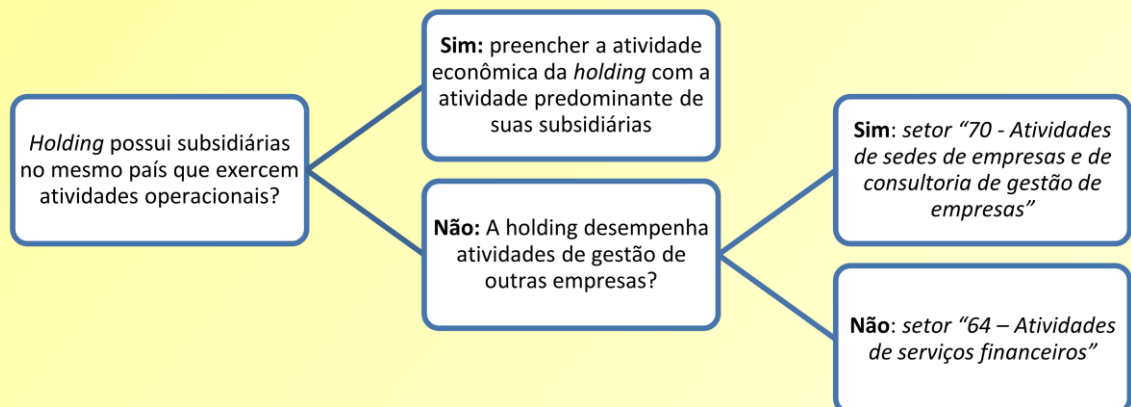 Holding possui subsidiárias
no mesmo país que exercem
atividades operacionais?
Sim: preencher a atividade
econômica da holding com a
atividade predominante de
suas subsidiárias
Não: A holding desempenha
atividades de gestão de
outras empresas?
Sim: setor “70 - Atividades
de sedes de empresas e de
consultoria de gestão de
empresas”
Não: setor “64 – Atividades
de serviços financeiros”